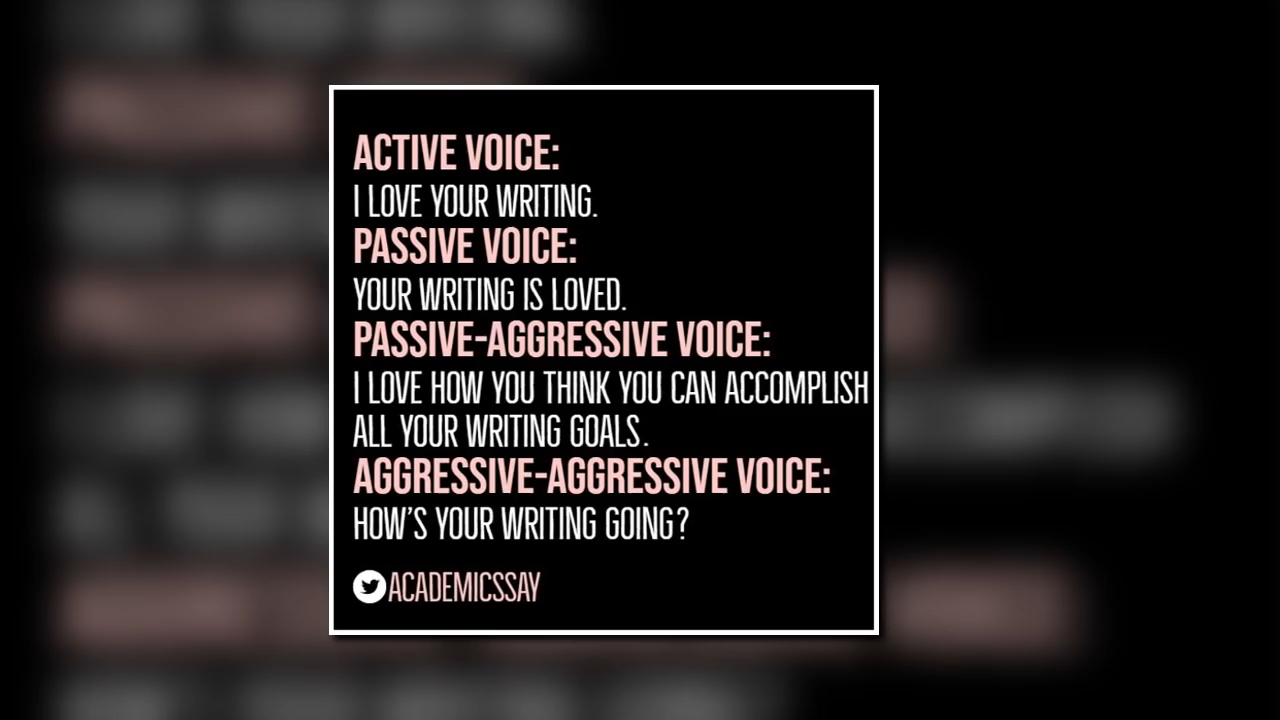 ACTIVE VOICE:
I LOVE YOUR WRITING.
PASSIVE VOICE:
YOUR WRITING IS LOVED.
PASSIVE-AGGRESSIVE VOICE:
I LOVE HOW YOU THINK YOU CAN ACCOMPLISH
ALL YOUR WRITING GOALS.
AGGRESSIVE-AGGRESSIVE VOICE:
HOW'S YOUR WRITING GOING?
ACADEMICSSAY